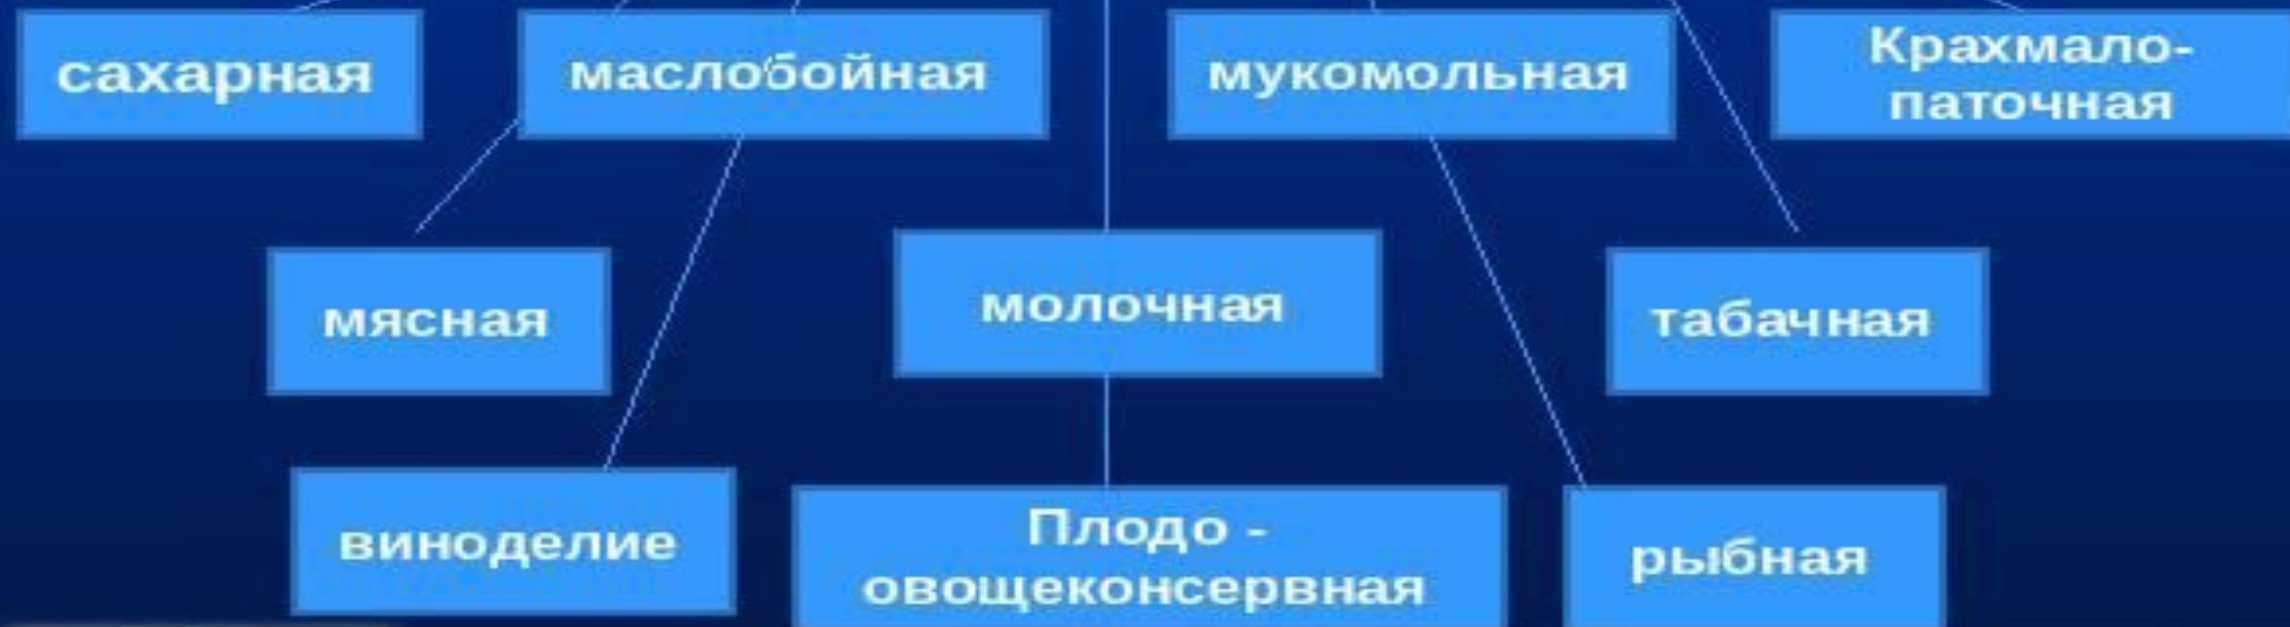 сахарная
маслобойная
мукомольная
Крахмало-
паточная
мясная
молочная
табачная
виноделие
Плодо -
овощеконсервная
рыбная